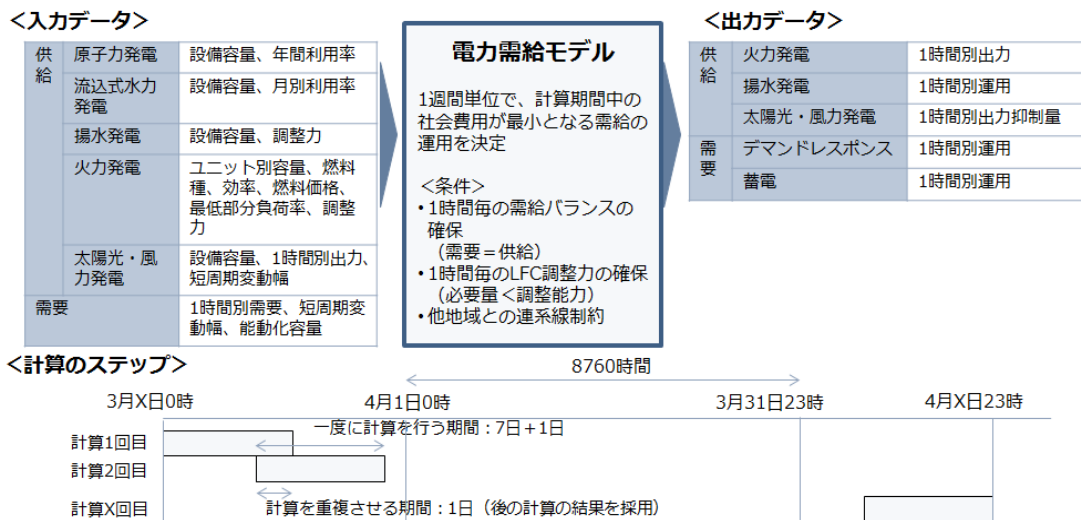 <入力データ>
供給
原子力発電
設備容量、年間利用率
流込式水力
発電
設備容量、月別利用率
揚水発電
設備容量、調整力
火力発電
ユニット別容量、燃料
種、効率、燃料価格、
最低部分負荷率、調整
力
太陽光・風
力発電
設備容量、1時間別出力、
短周期変動幅
需要
1時間別需要、短周期変
動幅、能動化容量
電力需給モデル
1週間単位で、計算期間中の
社会費用が最小となる需給の
運用を決定
<条件>
•1時間毎の需給バランスの
確保
(需要=供給)
•1時間毎のLFC調整力の確保
(必要量<調整能力)
•他地域との連系線制約
<出力データ>
供給
火力発電
1時間別出力
揚水発電
1時間別運用
太陽光・風力発電
1時間別出力抑制量
需要
デマンドレスポンス
1時間別運用
蓄電
1時間別運用
<計算のステップ>
8760時間
3月X日0時
4月1日0時
3月31日23時
4月X日23時
一度に計算を行う期間:7日+1日
計算1回目
計算2回目
計算X回目
計算を重複させる期間:1日(後の計算の結果を採用)